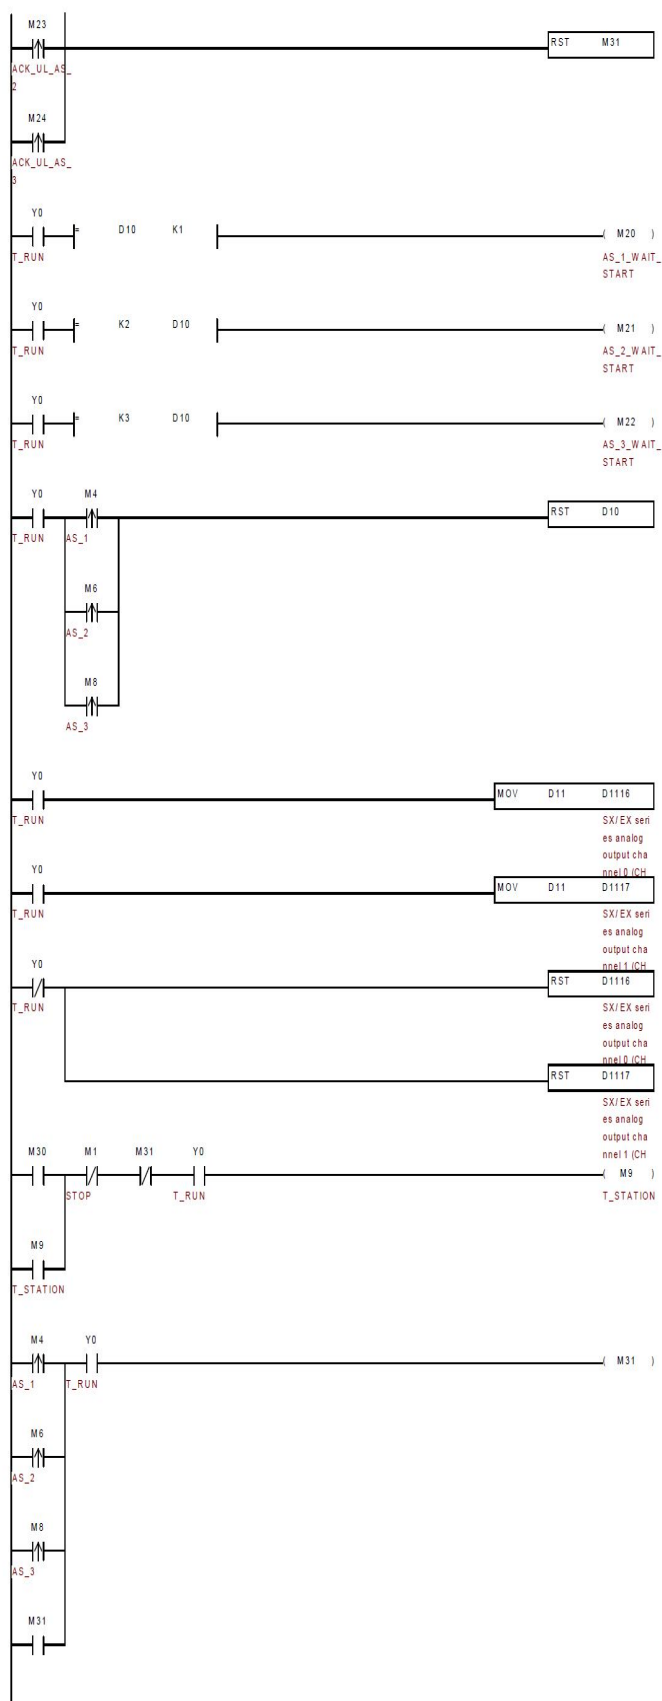 M23
RST M31
ACK_UL_AS_
2
M24
ACK_UL_AS_
3
Y0
= D10 K1
( M20 )
T_RUN
AS_1_WAIT_
START
Y0
= K2 D10
( M21 )
T_RUN
AS_2_WAIT_
START
Y0
= K3 D10
( M22 )
T_RUN
AS_3_WAIT_
START
Y0 M4
RST D10
T_RUN AS_1
M6
AS_2
M8
AS_3
Y0
MOV D11 D1116
T_RUN
SX/EX seri
es analog
output cha
nnel 0 (CH
Y0
MOV D11 D1117
T_RUN
SX/EX seri
es analog
output cha
nnel 1 (CH
Y0
RST D1116
T_RUN
SX/EX seri
es analog
output cha
nnel 0 (CH
RST D1117
SX/EX seri
es analog
output cha
nnel 1 (CH
M30 M1 M31 Y0
( M9 )
STOP T_RUN T_STATION
M9
T_STATION
M4 Y0
( M31 )
AS_1 T_RUN
M6
AS_2
M8
AS_3
M31